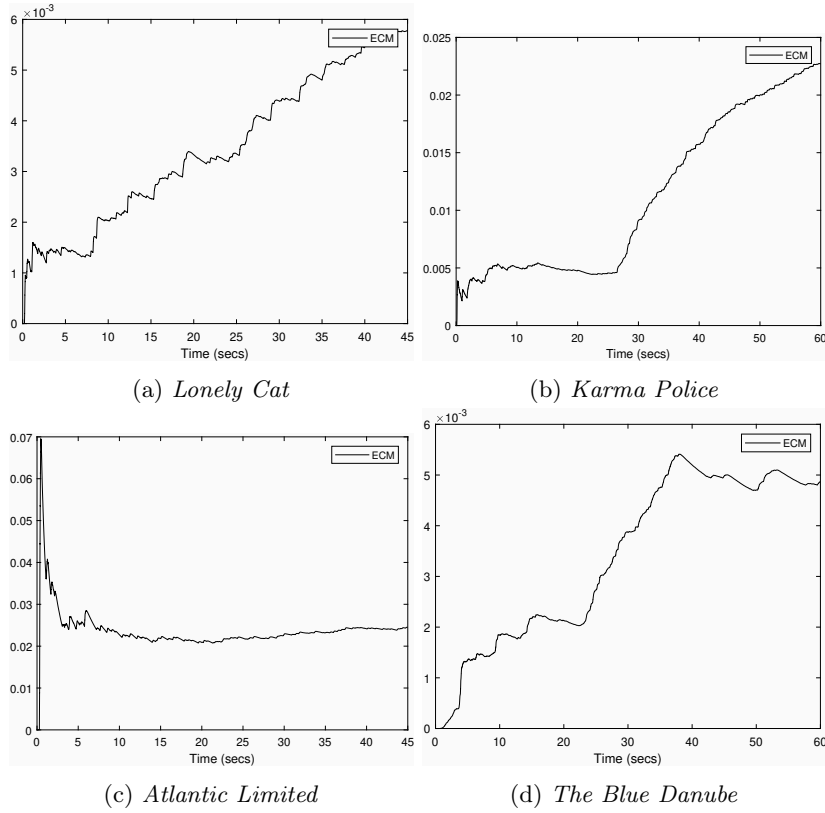 ×10-3
6
ECM
5
4
3
2
1
0
0 5 10 15 20 25 30 35 40 45
Time (secs)
(a) Lonely Cat
0.025
ECM
0.02
0.015
0.01
0.005
0
0 10 20 30 40 50 60
Time (secs)
(b) Karma Police
0.07
ECM
0.06
0.05
0.04
0.03
0.02
0.01
0
0 5 10 15 20 25 30 35 40 45
Time (secs)
(c) Atlantic Limited
×10-3
6
ECM
5
4
3
2
1
0
0 10 20 30 40 50 60
Time (secs)
(d) The Blue Danube